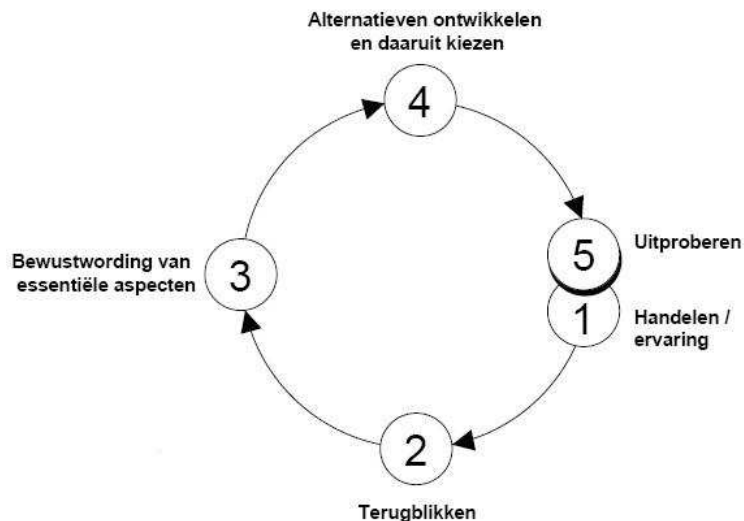 Alternatieven ontwikkelen
en daaruit kiezen
4
5
Uitproberen
Bewustwording van
essentiële aspecten
3
1
Handelen /
ervaring
2
Terugblikken